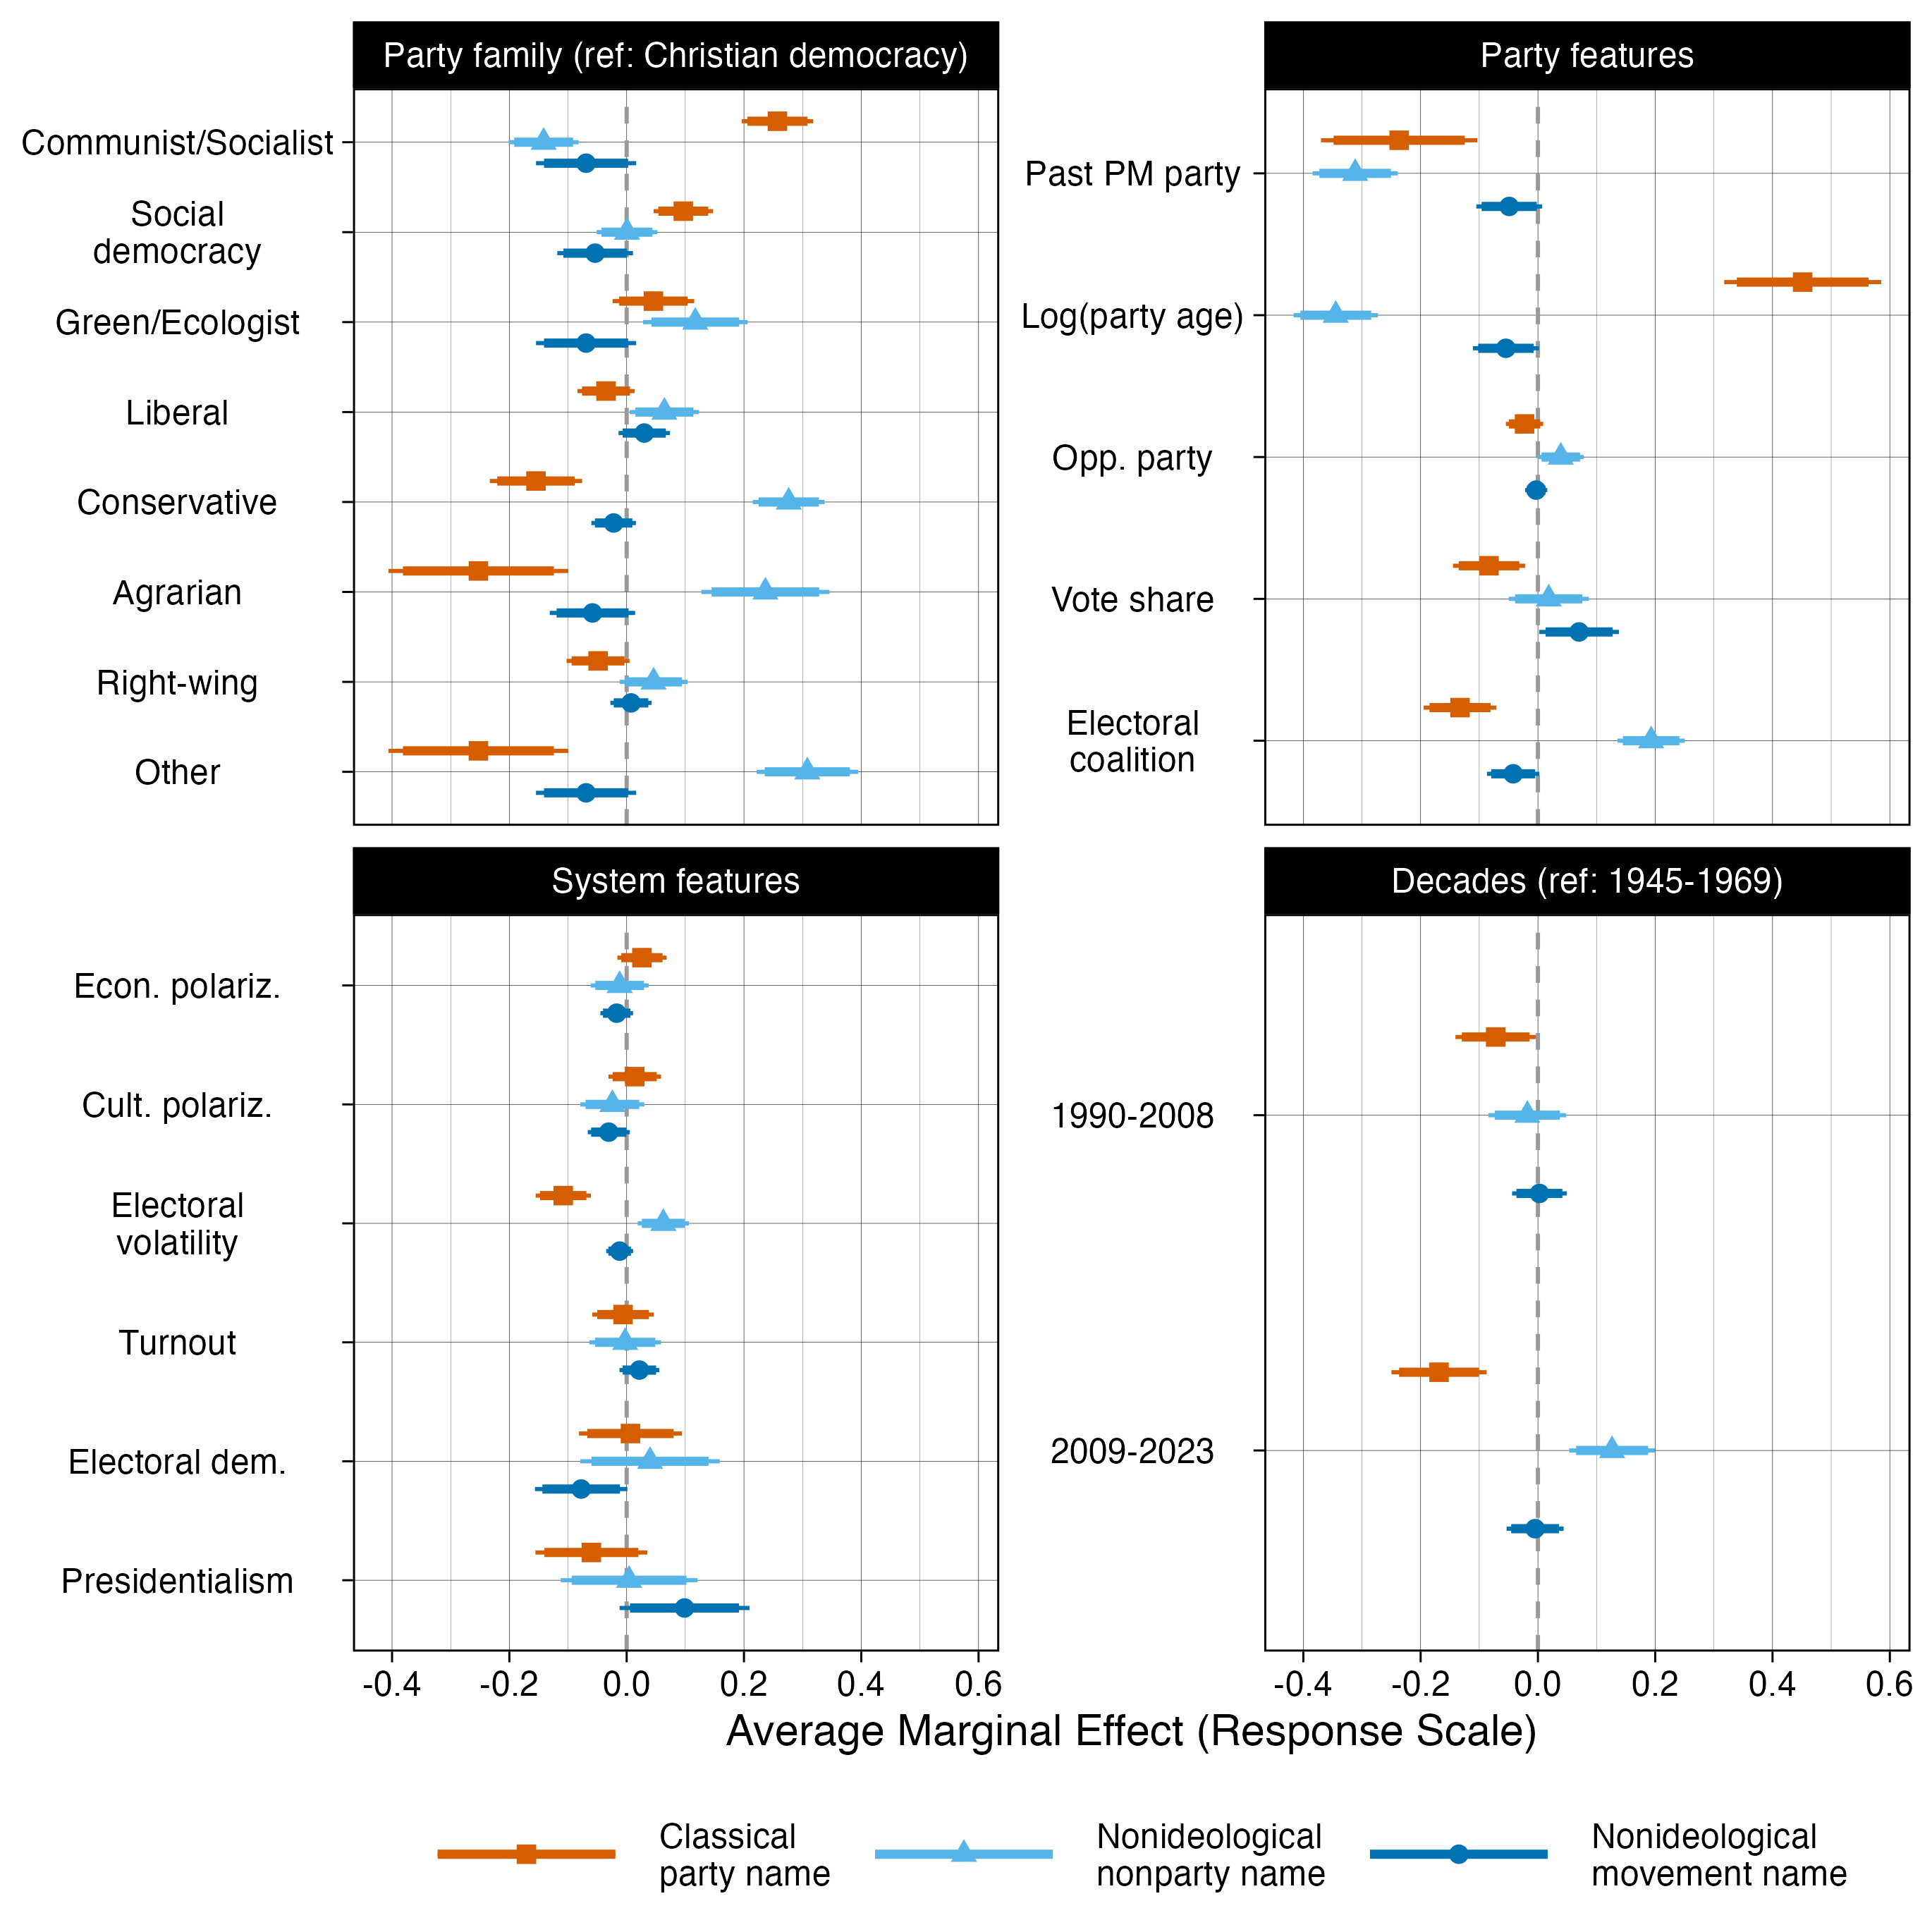 Party family (ref: Christian democracy)
Communist/Socialist
Social
democracy
Green/Ecologist
Liberal
Conservative
Agrarian
Right-wing
Other
Party features
Past PM party
Log(party age)
Opp. party
Vote share
Electoral
coalition
System features
Econ. polariz.
Cult. polariz.
Electoral
volatility
Turnout
Electoral dem.
Presidentialism
-0.4 -0.2 0.0 0.2 0.4 0.6
Decades (ref: 1945-1969)
1990-2008
2009-2023
-0.4 -0.2 0.0 0.2 0.4 0.6
Average Marginal Effect (Response Scale)
Classical
party name
Nonideological
nonparty name
Nonideological
movement name